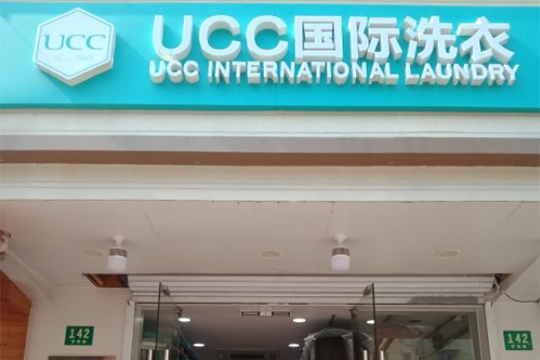 UCC
UCC国际洗衣
UCC INTERNATIONAL LAUNDRY
142
142